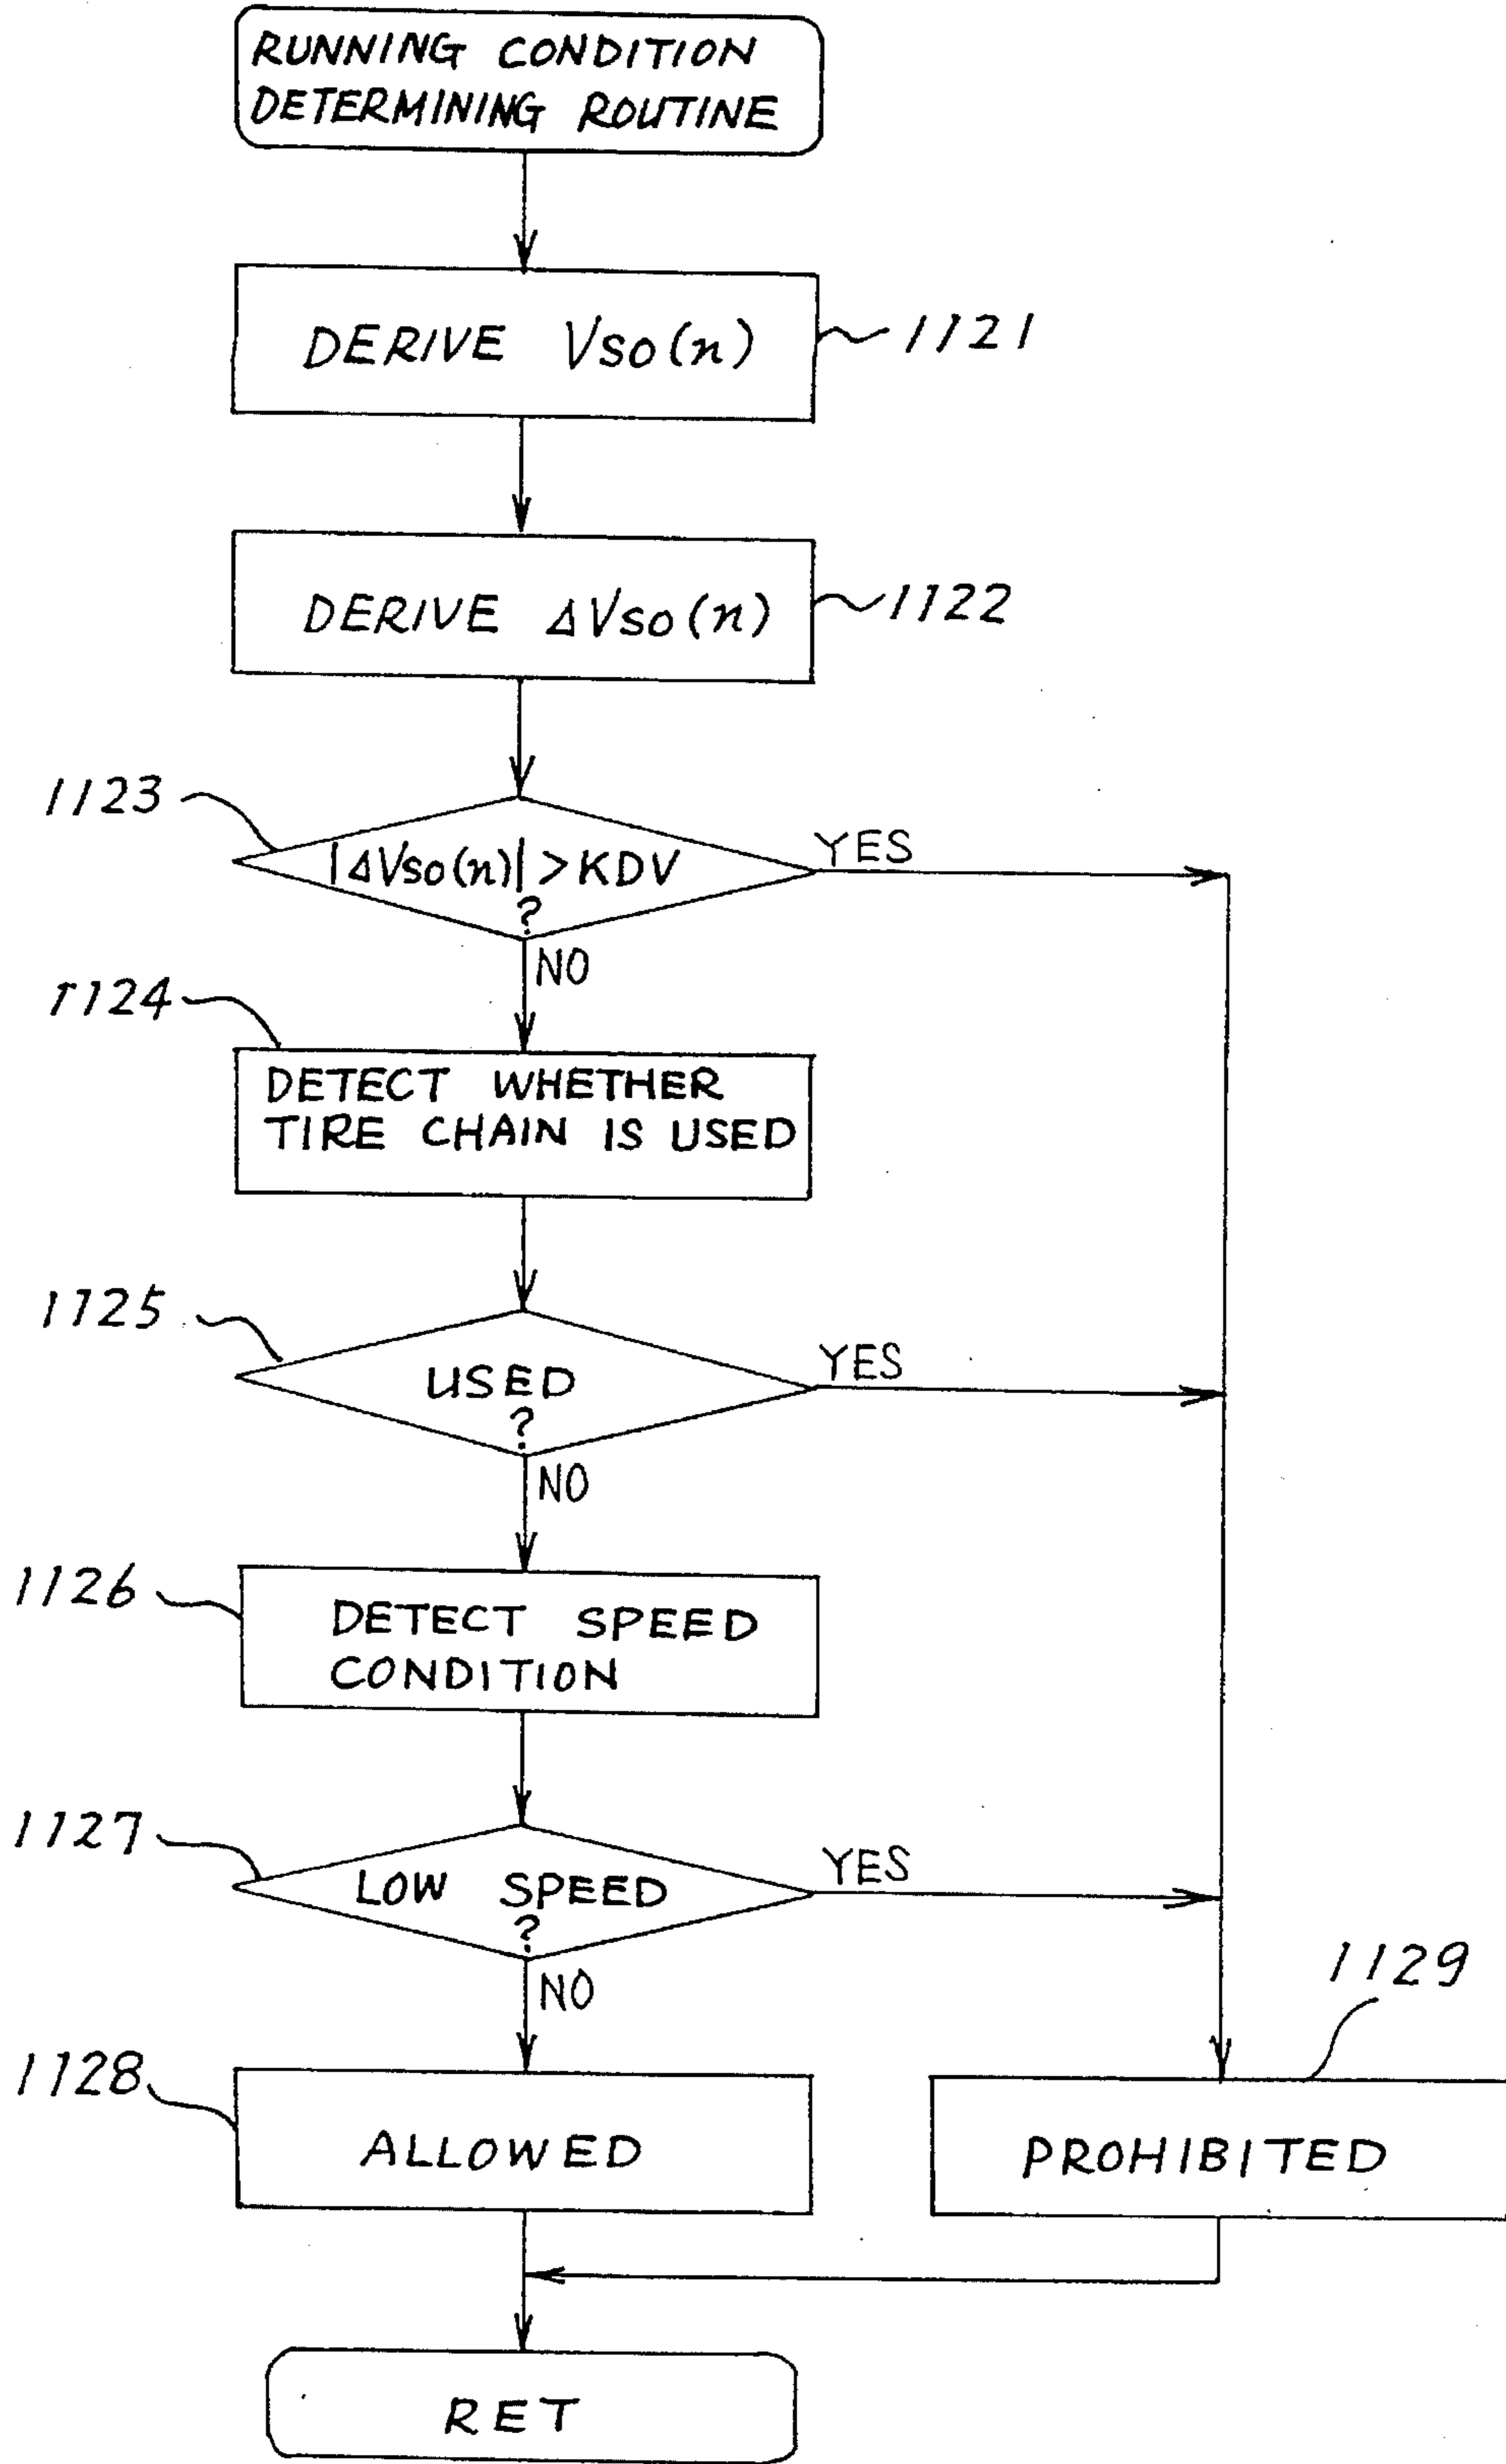 RUNNING CONDITION
DETERMINING ROUTINE
DERIVE Vso(n)
1121
DERIVE ΔVso(n)
1122
1123
|ΔVso(n)| >KDV
?
YES
NO
1124
DETECT WHETHER
TIRE CHAIN IS USED
1125
USED
?
YES
NO
1126
DETECT SPEED
CONDITION
1127
LOW SPEED
?
YES
NO
1128
ALLOWED
1129
PROHIBITED
RET